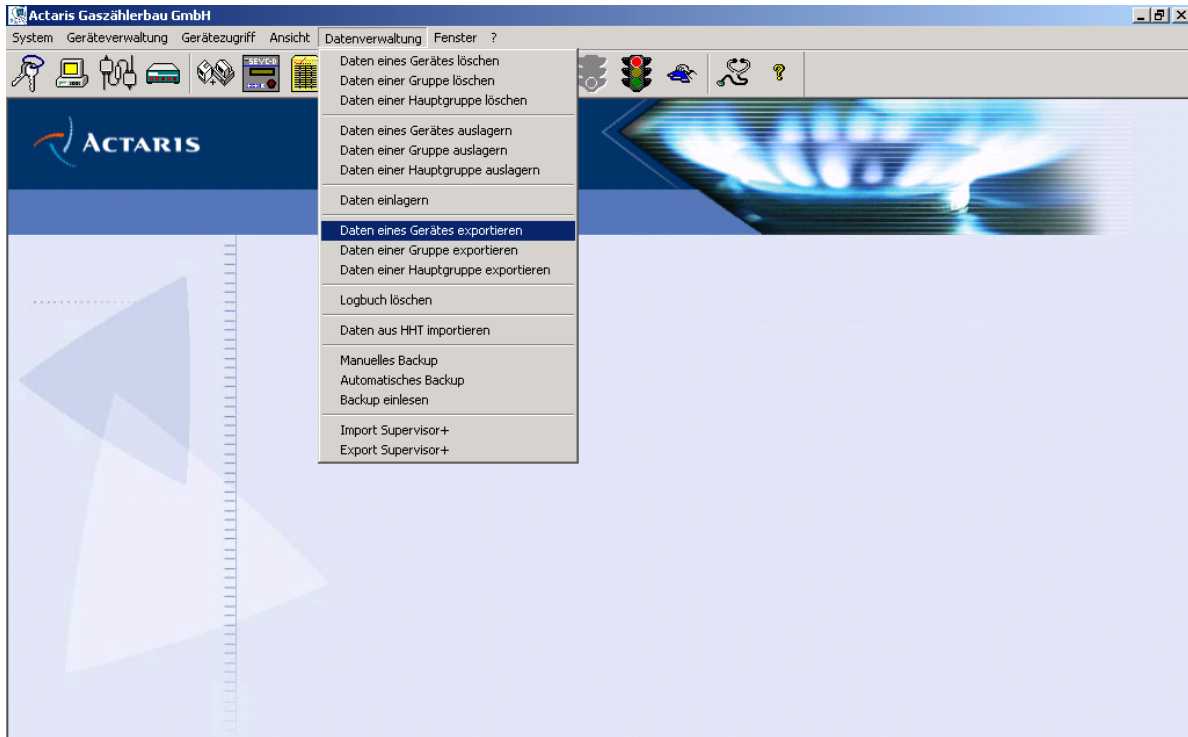 Actaris Gaszählerbau GmbH
System Geräteverwaltung Gerätezugriff Ansicht Datenverwaltung Fenster ?
Daten eines Gerätes löschen
Daten einer Gruppe löschen
Daten einer Hauptgruppe löschen
Daten eines Gerätes auslagern
Daten einer Gruppe auslagern
Daten einer Hauptgruppe auslagern
Daten einlagern
Daten eines Gerätes exportieren
Daten einer Gruppe exportieren
Daten einer Hauptgruppe exportieren
Logbuch löschen
Daten aus HHT importieren
Manuelles Backup
Automatisches Backup
Backup einlesen
Import Supervisor+
Export Supervisor+
SEVC-D
?
ACTARIS